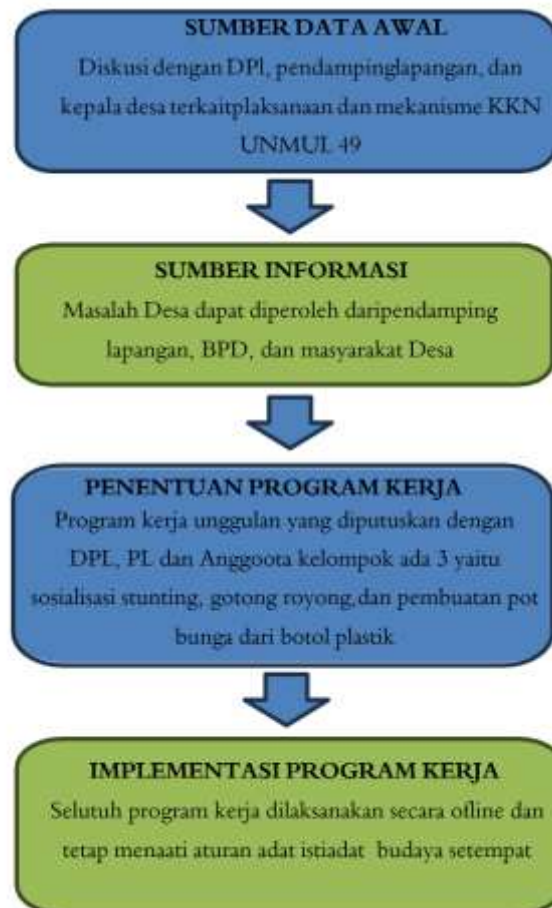 SUMBER DATA AWAL
Diskusi dengan DPl, pendampinglapangan, dan
kepala desa terkaitplaksanaan dan mekanisme KKN
UNMUL 49
SUMBER INFORMASI
Masalah Desa dapat diperoleh daripendamping
lapangan, BPD, dan masyarakat Desa
PENENTUAN PROGRAM KERJA
Program kerja unggulan yang diputuskan dengan
DPL, PL dan Anggoota kelompok ada 3 yaitu
sosialisasi stunting, gotong royong,dan pembuatan pot
bunga dari botol plastik
IMPLEMENTASI PROGRAM KERJA
Selutuh program kerja dilaksanakan secara ofline dan
tetap menaati aturan adat istiadat budaya setempat